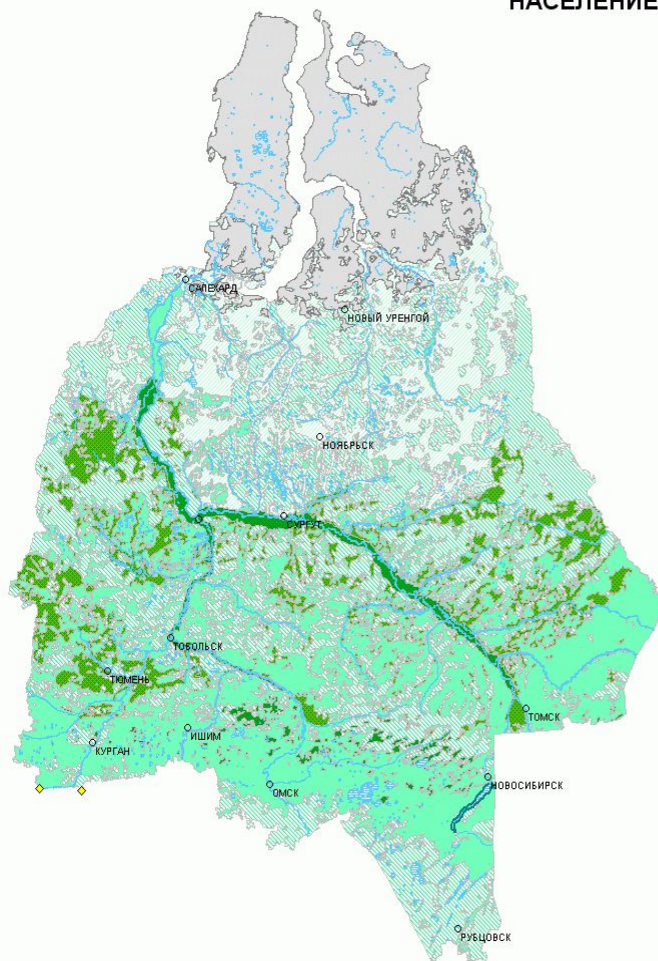 НАСЕЛЕНИЕ
САЛЕХАРД
НОВЫЙ УРЕНГОЙ
НОЯБРЬСК
СУРГУТ
ТОБОЛЬСК
ТЮМЕНЬ
ТОМСК
ИШИМ
КУРГАН
НОВОСИБИРСК
ОМСК
РУБЦОВСК